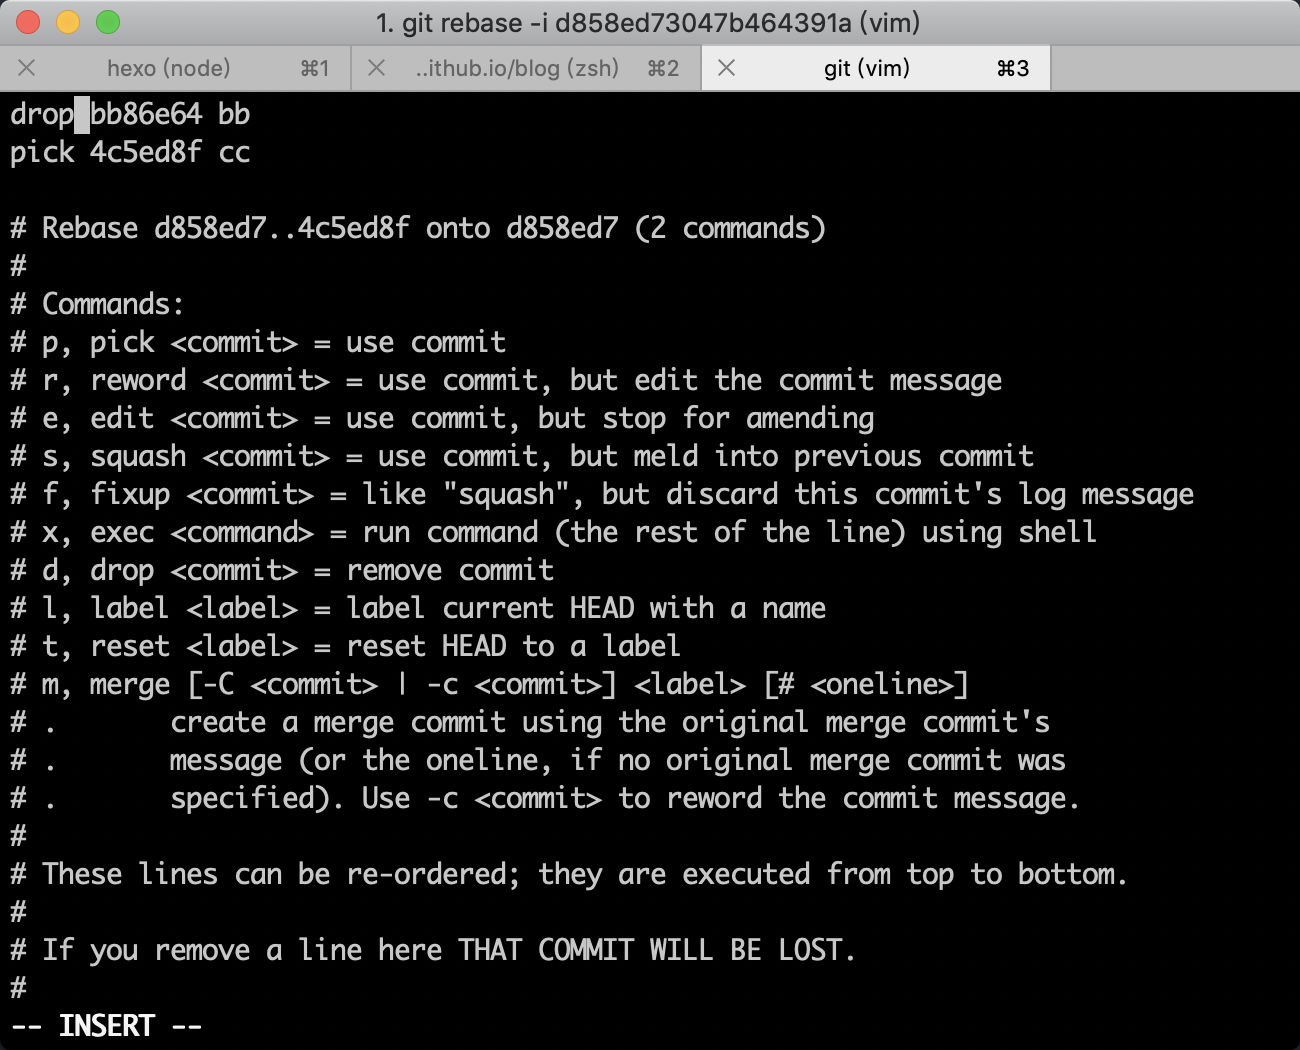 1. git rebase -i d858ed73047b464391a (vim)
hexo (node) ⌘1 ..ithub.io/blog (zsh) ⌘2 git (vim) ⌘3
drop bb86e64 bb
pick 4c5ed8f cc
# Rebase d858ed7..4c5ed8f onto d858ed7 (2 commands)
#
# Commands:
# p, pick <commit> = use commit
# r, reword <commit> = use commit, but edit the commit message
# e, edit <commit> = use commit, but stop for amending
# s, squash <commit> = use commit, but meld into previous commit
# f, fixup <commit> = like "squash", but discard this commit's log message
# x, exec <command> = run command (the rest of the line) using shell
# d, drop <commit> = remove commit
# l, label <label> = label current HEAD with a name
# t, reset <label> = reset HEAD to a label
# m, merge [-C <commit> | -c <commit>] <label> [# <oneline>]
# .       create a merge commit using the original merge commit's
# .       message (or the oneline, if no original merge commit was
# .       specified). Use -c <commit> to reword the commit message.
#
# These lines can be re-ordered; they are executed from top to bottom.
#
# If you remove a line here THAT COMMIT WILL BE LOST.
#
-- INSERT --